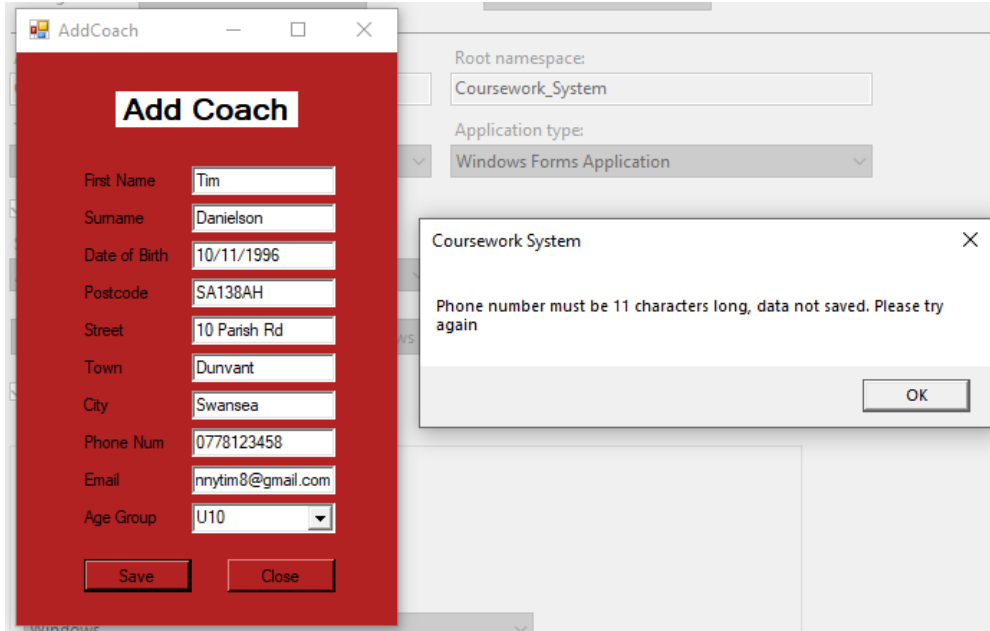 AddCoach
Add Coach
First Name Tim
Surname Danielson
Date of Birth 10/11/1996
Postcode SA138AH
Street 10 Parish Rd
Town Dunvant
City Swansea
Phone Num 0778123458
Email nnytim8@gmail.com
Age Group U10
Save Close
Root namespace:
Coursework_System
Application type:
Windows Forms Application
Coursework System
Phone number must be 11 characters long, data not saved. Please try
again
OK
Windows